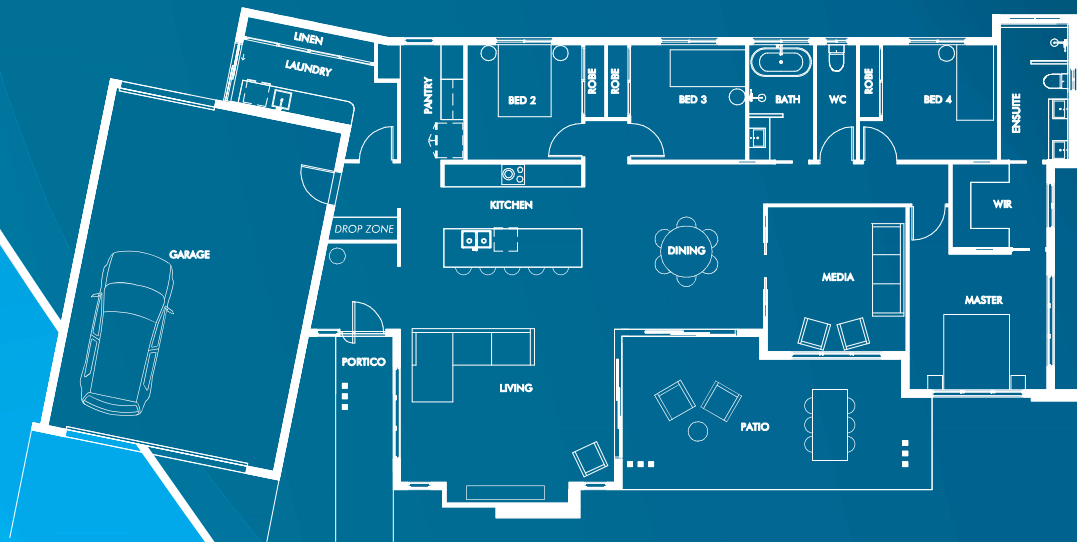 LINEN
LAUNDRY
PANTRY
BED 2
ROBE
ROBE
BED 3
BATH
WC
ROBE
BED 4
ENSUITE
KITCHEN
WIR
DROP ZONE
GARAGE
DINING
MEDIA
MASTER
PORTICO
LIVING
PATIO